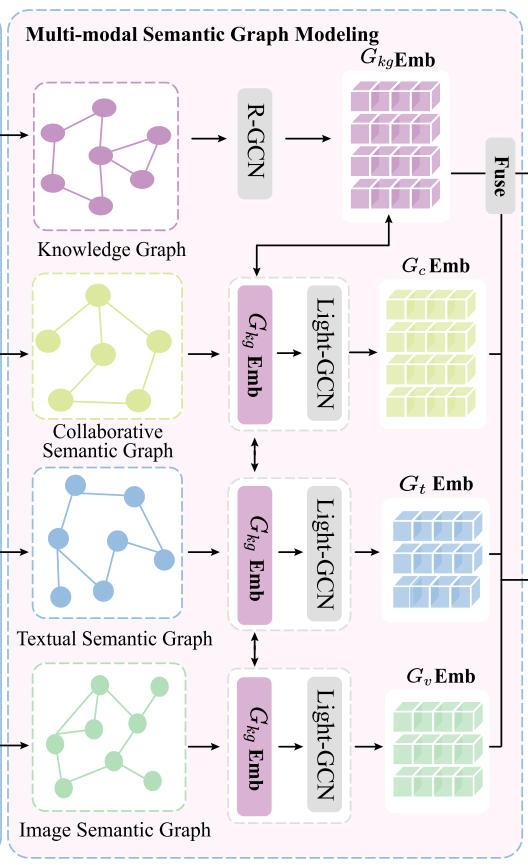 Multi-modal Semantic Graph Modeling
G_kg Emb
R-GCN
Fuse
Knowledge Graph
G_c Emb
G_kg Emb
Light-GCN
Collaborative
Semantic Graph
G_t Emb
G_kg Emb
Light-GCN
Textual Semantic Graph
G_v Emb
G_kg Emb
Light-GCN
Image Semantic Graph